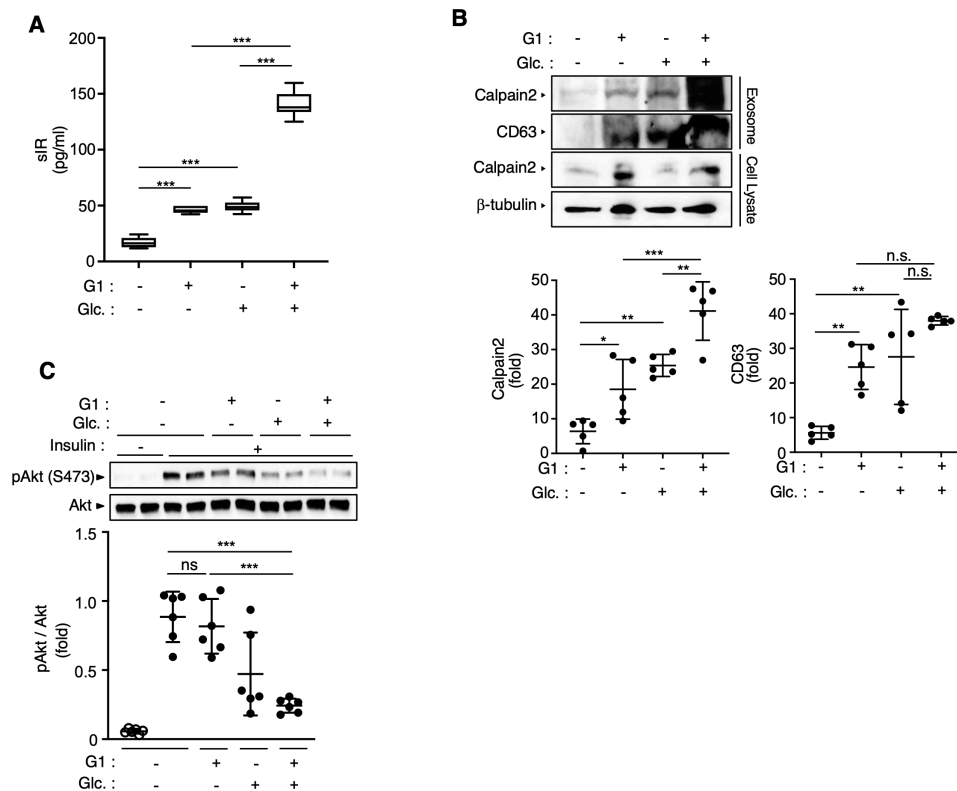 A
200
150
100
50
0
sIR
(pg/ml)
***
***
***
***
G1 : - + - +
Glc. : - - + +
B
G1 : - + - +
Glc. : - - + +
Calpain2
CD63
Calpain2
β-tubulin
Exosome
Cell Lysate
50
40
30
20
10
0
Calpain2
(fold)
***
**
**
*
G1 : - + - +
Glc. : - - + +
50
40
30
20
10
0
CD63
(fold)
n.s.
n.s.
**
**
- + - +
Glc. : - - + +
C
G1 : - + - +
Glc. : - - + +
Insulin : - +
pAkt (S473)
Akt
1.5
1.0
0.5
0
pAkt / Akt
(fold)
***
ns
***
G1 : - + - +
Glc. : - - + +